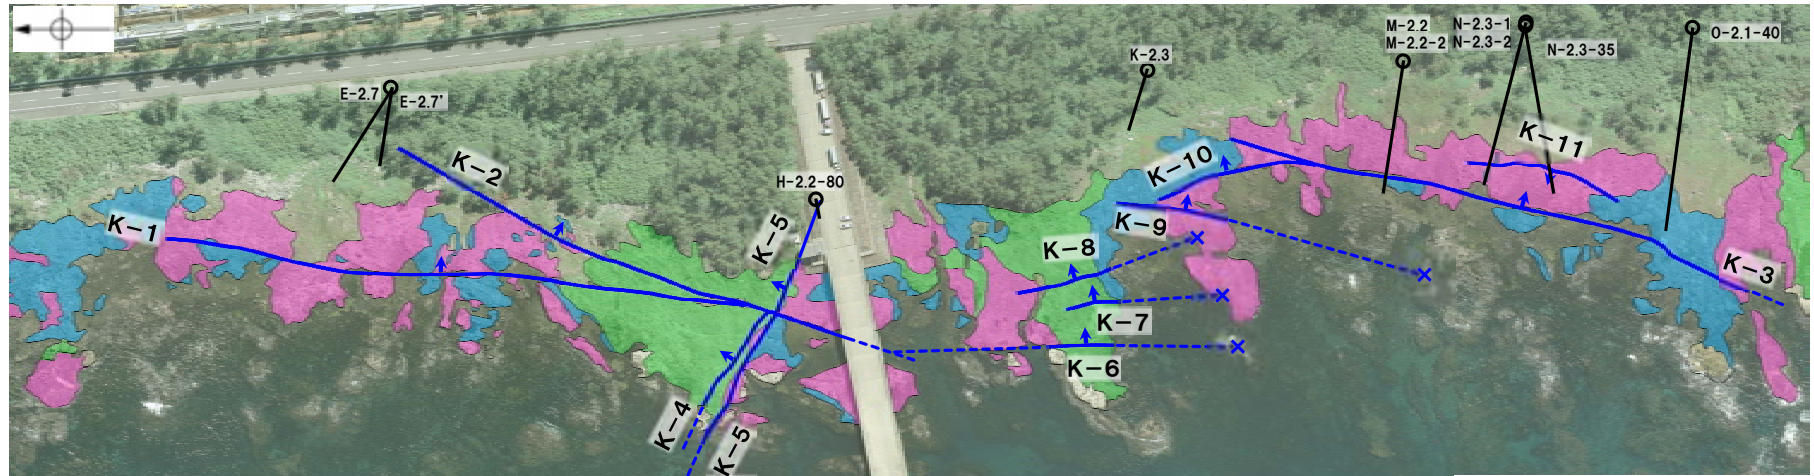 E-2.7
E-2.7'
K-2
K-1
H-2.2-80
K-5
K-4
K-5
K-2.3
K-10
K-9
K-8
K-7
K-6
M-2.2
M-2.2-2
N-2.3-1
N-2.3-2
N-2.3-35
O-2.1-40
K-11
K-3